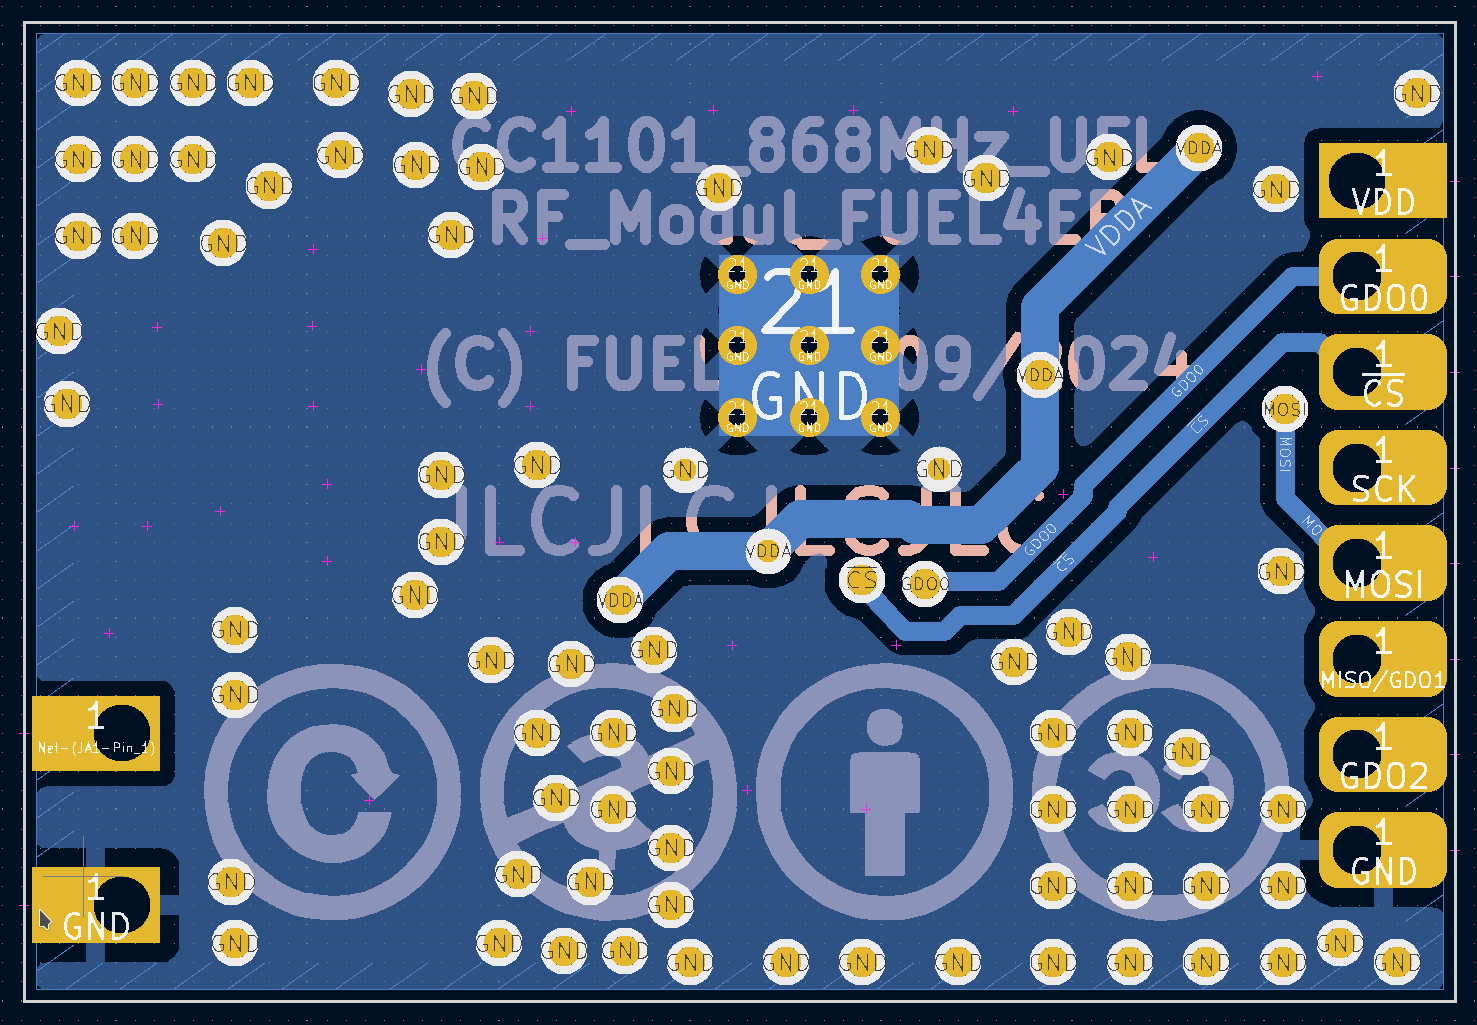 GND GND GND GND GND GND GND GND
CC1101_868MHz_UFL
GND GND GND GND GND GND GND GND VDDA
1
VDD
GND GND GND GND
RF_Modul_FUEL4EP
VDDA
GND GND GND GND
21 21 21
GND GND GND
21
1
GDO0
GND
21 21 21
GND GND GND
(C) FUEL 09/2024
VDDA
GDO0
1
CS
GND
21 21 21
GND GND GND
GND
CS
MOSI
MOSI
GND GND GND GND
1
SCK
JLCJLCJLCJL
GND
VDDA
GDO0
CS
MO
1
MOSI
CS
GDO0
GND
GND
VDDA
GND GND
GND GND GND GND GND
1
MISO/GDO1
GND GND
1
Net-(JA1-Pin_1)
GND GND GND GND GND
1
GDO2
GND
GND GND GND GND GND GND
GND
1
GND
1
GND
GND GND GND GND GND GND GND
GND
GND GND GND GND GND
GND GND GND GND GND GND GND GND GND